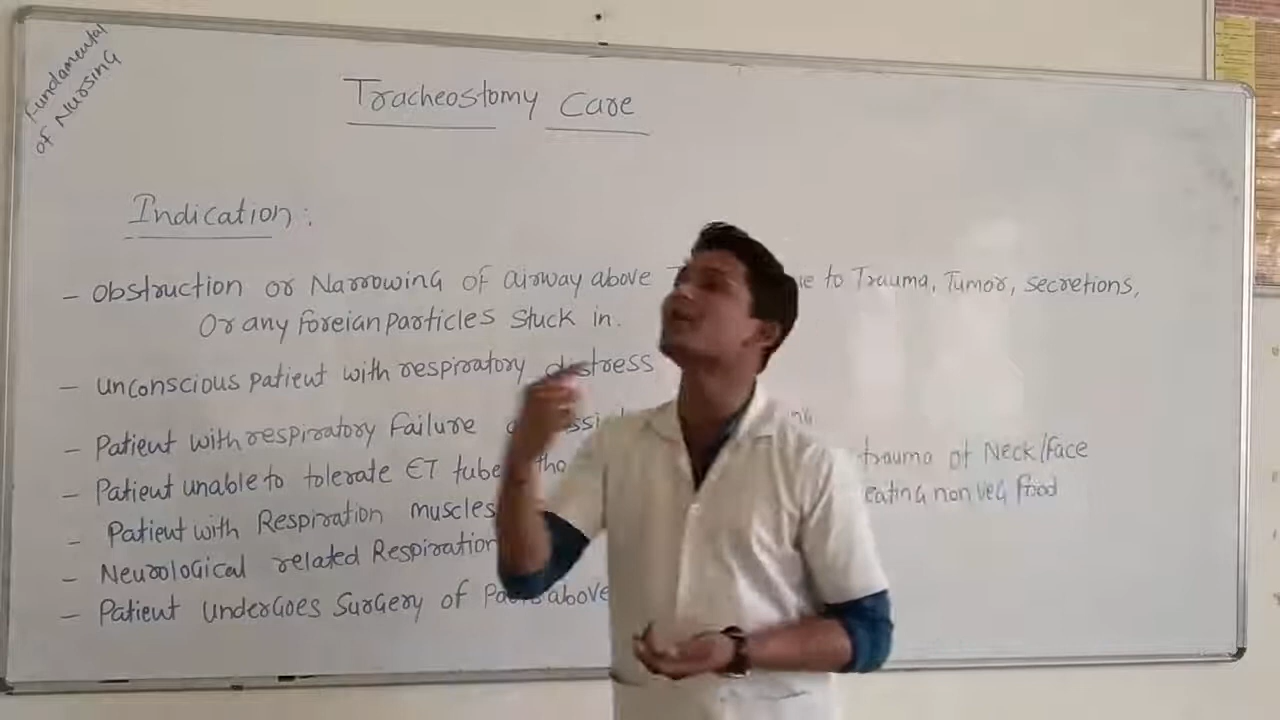 Fundamental
of Nursing
Tracheostomy Care
Indication:
- Obstruction or Narrowing of airway above to Trauma, Tumor, secretions,
Or any foreian particles stuck in.
- unconscious patient with respiratory distress
- Patient with respiratory Failure
- Patient unable to tolerate ET tube trauma of Neck/Face
eating non veg food
- Patient with Respiration muscles
- Neurological related Respiration
- Patient undergoes surgery of above